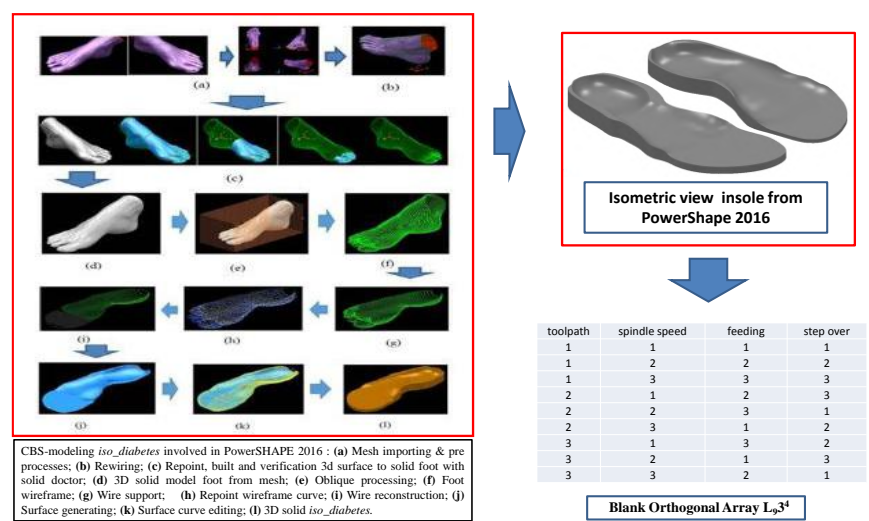 (a)
(b)
(c)
(d)
(e)
(f)
(g)
(h)
(i)
(j)
(k)
(l)
CBS-modeling iso_diabetes involved in PowerSHAPE 2016 : (a) Mesh importing & pre
processes; (b) Rewiring; (c) Repoint, built and verification 3d surface to solid foot with
solid doctor; (d) 3D solid model foot from mesh; (e) Oblique processing; (f) Foot
wireframe; (g) Wire support; (h) Repoint wireframe curve; (i) Wire reconstruction; (j)
Surface generating; (k) Surface curve editing; (l) 3D solid iso_diabetes.
Isometric view insole from
PowerShape 2016
toolpath spindle speed feeding step over
1 1 1 1
1 2 2 2
1 3 3 3
2 1 2 3
2 2 3 1
2 3 1 2
3 1 3 2
3 2 1 3
3 3 2 1
Blank Orthogonal Array L₉3⁴